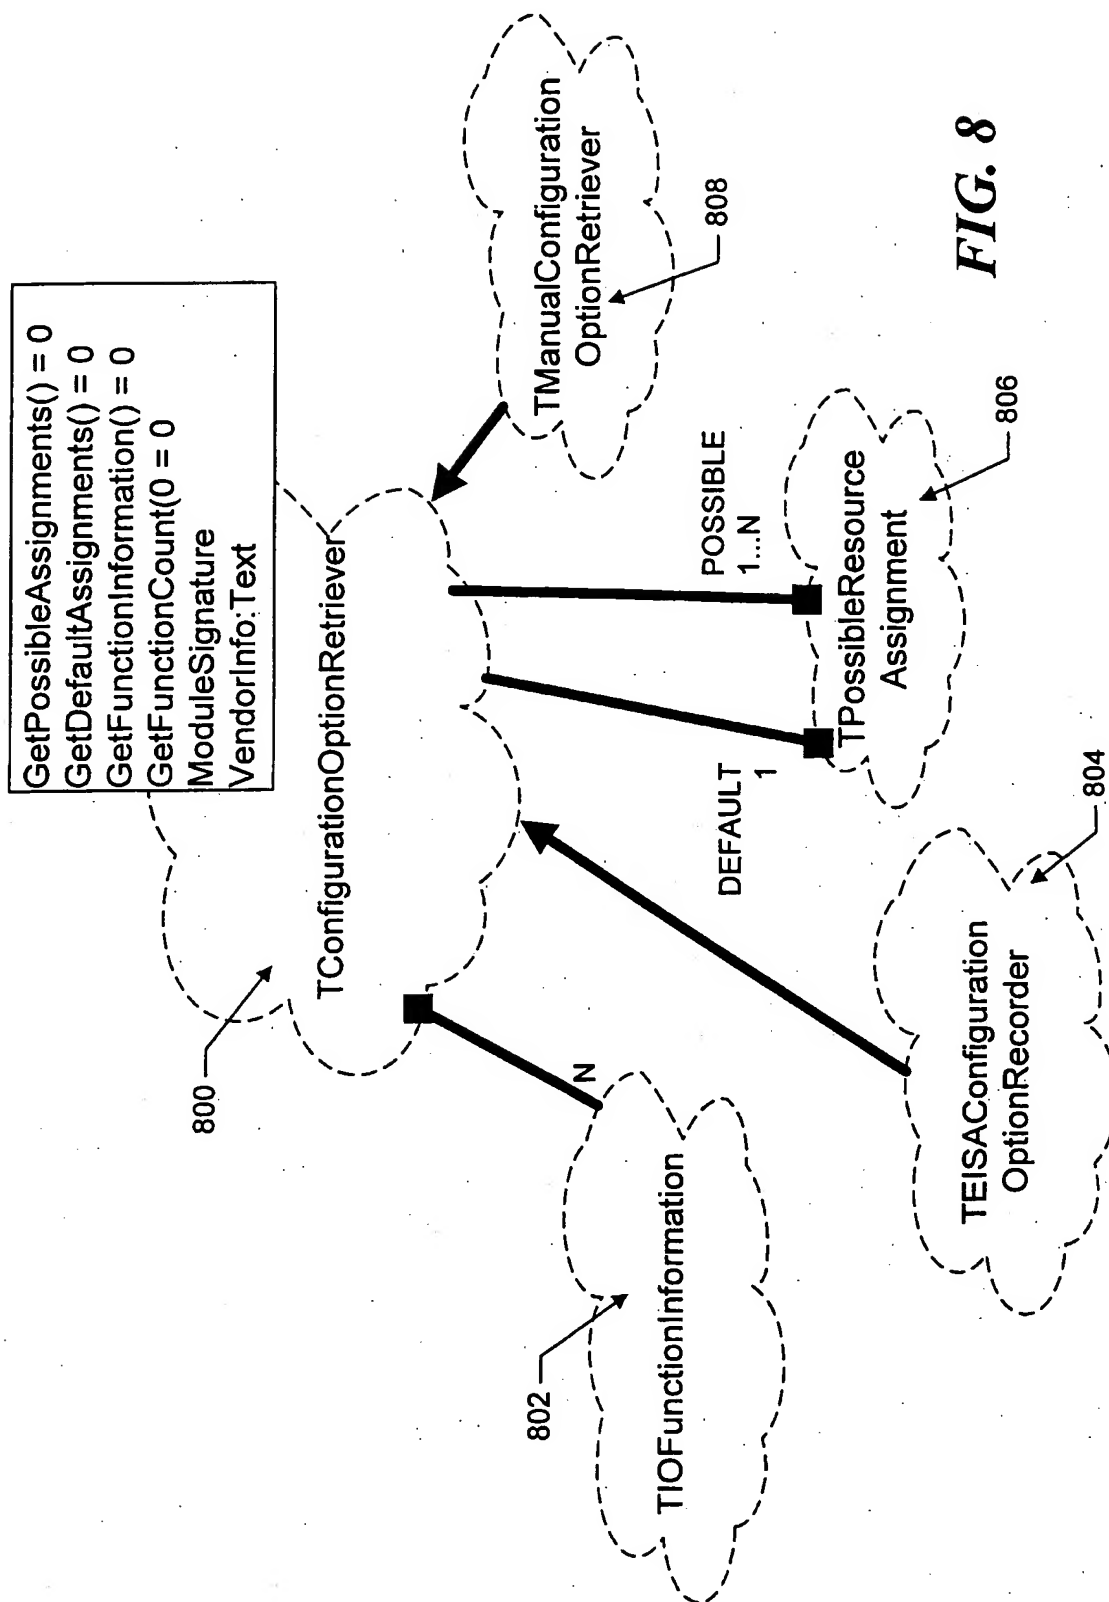 GetPossibleAssignments() = 0
GetDefaultAssignments() = 0
GetFunctionInformation() = 0
GetFunctionCount(0 = 0
ModuleSignature
VendorInfo:Text
800
TConfigurationOptionRetriever
802
TIOFunctionInformation
N
TEISAConfiguration
OptionRecorder
804
DEFAULT
1
POSSIBLE
1...N
TPossibleResource
Assignment
806
TManualConfiguration
OptionRetriever
808
FIG. 8